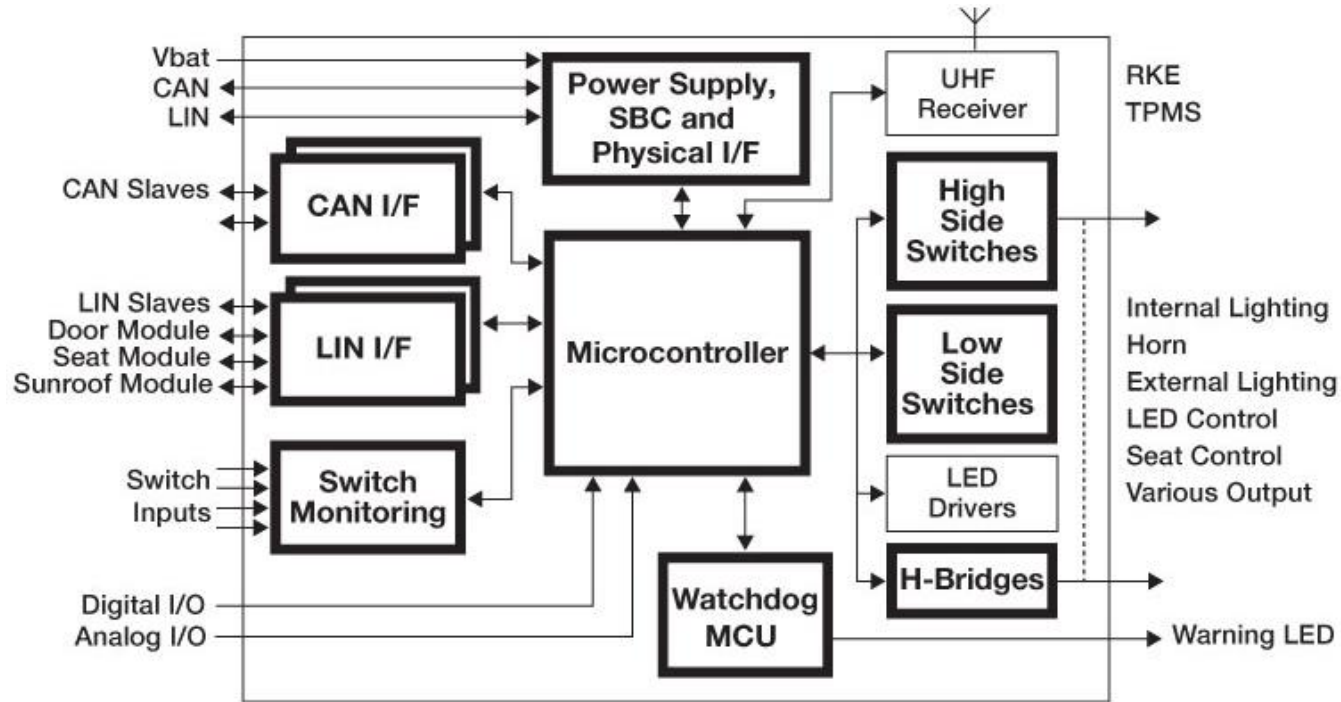 Vbat
CAN
LIN
CAN Slaves
LIN Slaves
Door Module
Seat Module
Sunroof Module
Switch
Inputs
Digital I/O
Analog I/O
CAN I/F
LIN I/F
Switch
Monitoring
Power Supply,
SBC and
Physical I/F
Microcontroller
Watchdog
MCU
UHF
Receiver
High
Side
Switches
Low
Side
Switches
LED
Drivers
H-Bridges
RKE
TPMS
Internal Lighting
Horn
External Lighting
LED Control
Seat Control
Various Output
Warning LED